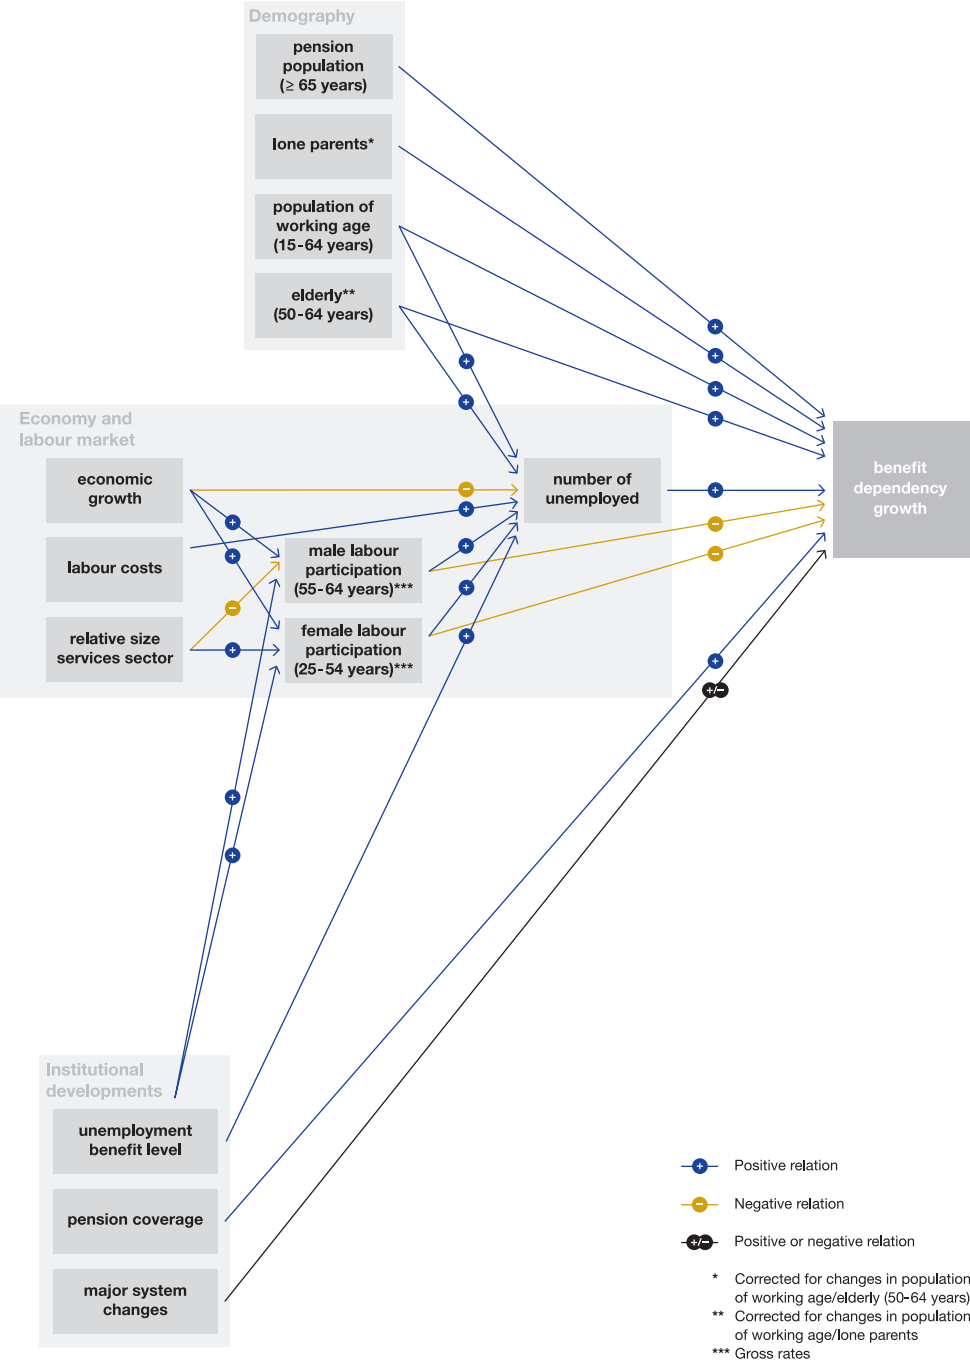 Demography
pension
population
(≥ 65 years)
lone parents*
population of
working age
(15-64 years)
elderly**
(50-64 years)
Economy and
labour market
economic
growth
labour costs
relative size
services sector
male labour
participation
(55-64 years)***
female labour
participation
(25-54 years)***
number of
unemployed
benefit
dependency
growth
Institutional
developments
unemployment
benefit level
pension coverage
major system
changes
+ Positive relation
− Negative relation
+/− Positive or negative relation
* Corrected for changes in population
of working age/elderly (50-64 years)
** Corrected for changes in population
of working age/lone parents
*** Gross rates